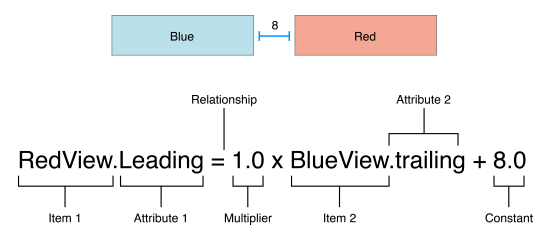 8
Blue
Red
Relationship
Attribute 2
RedView.Leading = 1.0 x BlueView.trailing + 8.0
Item 1
Attribute 1
Multiplier
Item 2
Constant